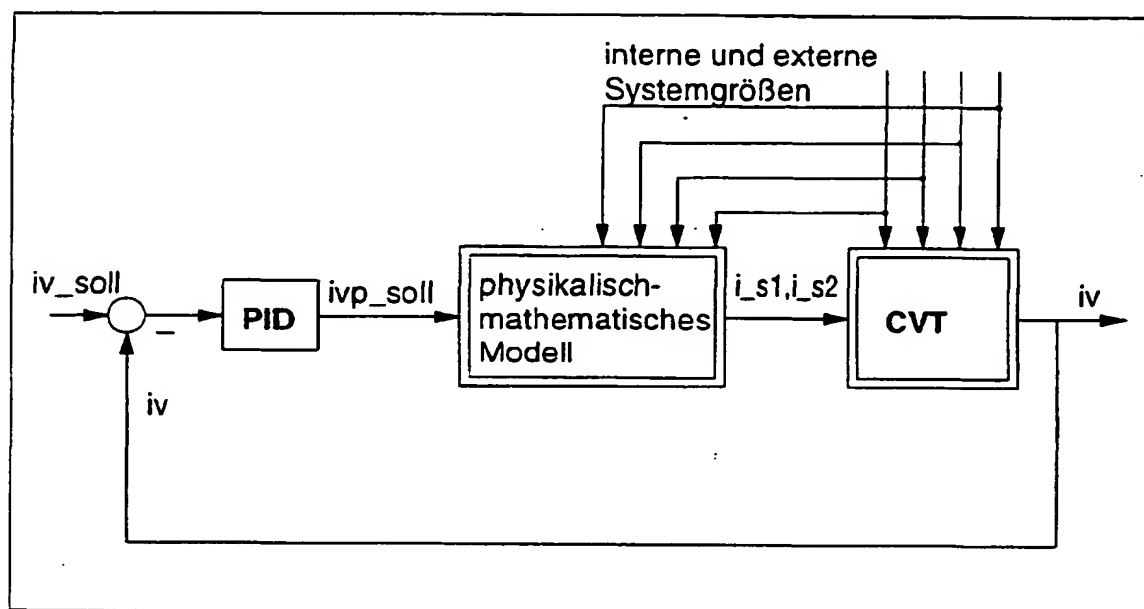 interne und externe
Systemgrößen
iv_soll
PID
ivp_soll
physikalisch-
mathematisches
Modell
i_s1,i_s2
CVT
iv
–
iv